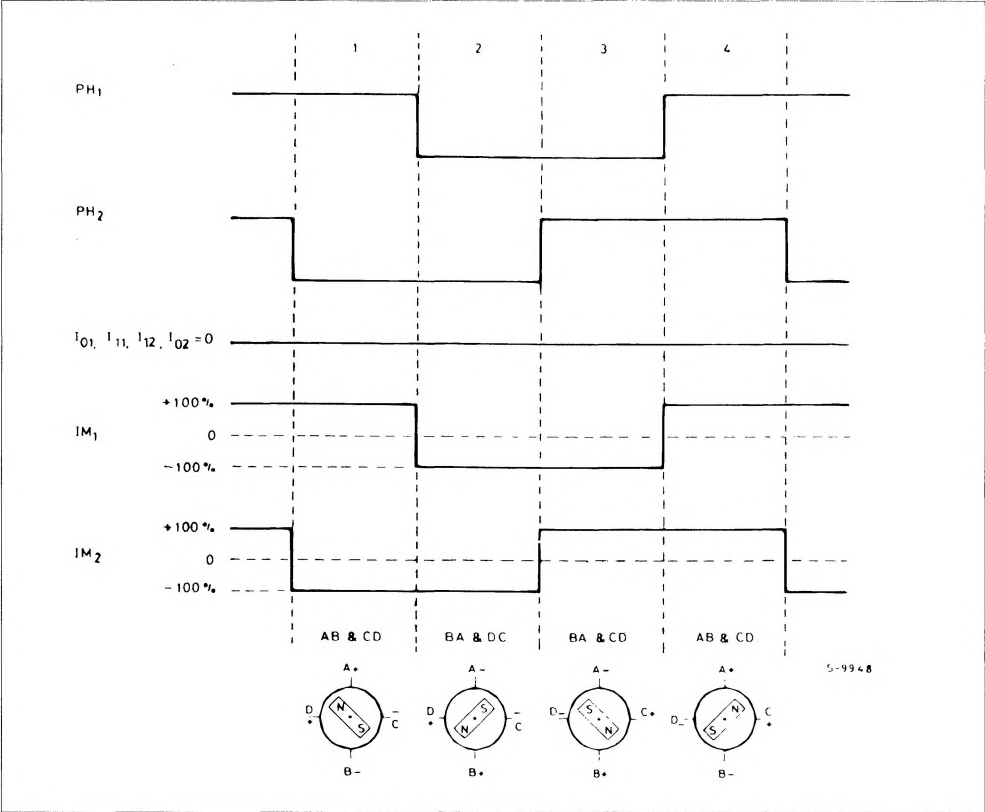 1 2 3 4
PH1
PH2
I01, I11, I12, I02 = 0
+100%
IM1
0
-100%
+100%
IM2
0
-100%
AB & CD BA & DC BA & CD AB & CD
S-9948
A+ A- A- A+
D + N S - C
D + S N - C
D- S N C+
D- N S C +
B- B+ B+ B-